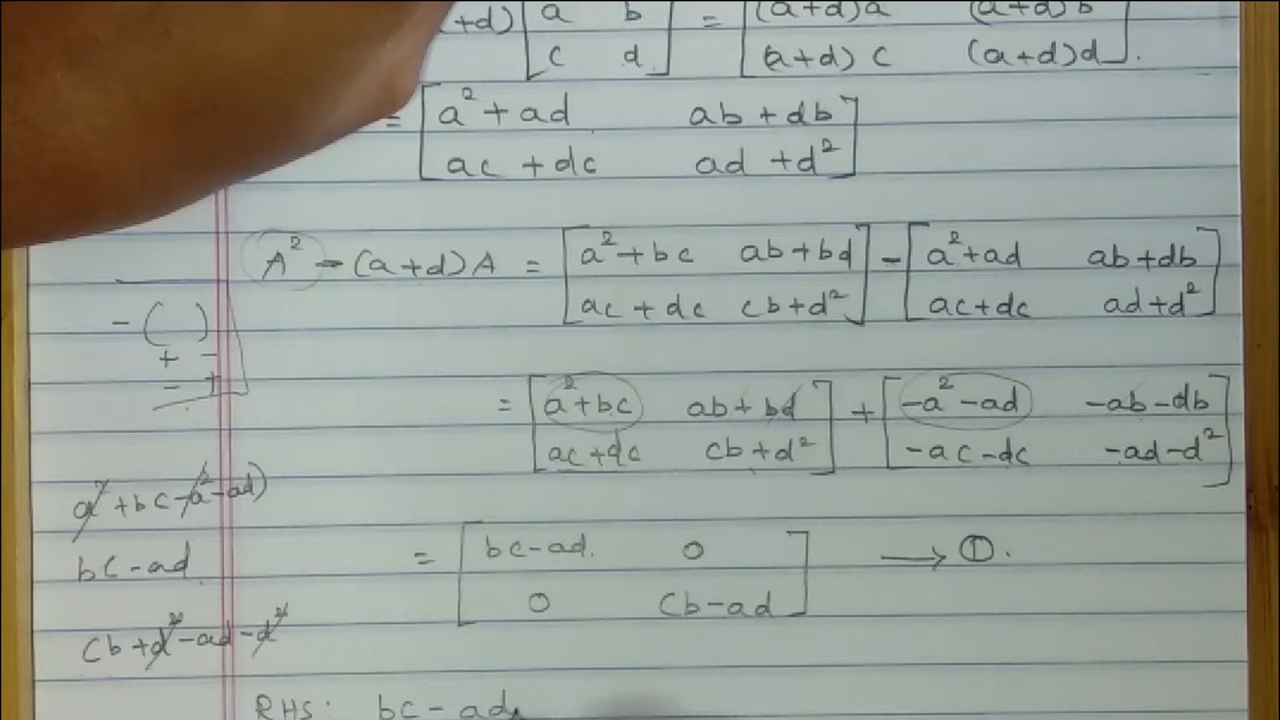 +d) [a b = [(a+d)a (a+d)b
c d] (a+d) c (a+d)d].
= [a² + ad ab + db
ac + dc ad + d²]
A² - (a+d)A = [a²+bc ab+bd] - [a²+ad ab+db]
ac + dc cb+d² ac+dc ad+d²
- ( )
+ -
- +
= [a²+bc ab+bd] + [-a²-ad -ab-db]
ac+dc cb+d² -ac-dc -ad-d²
a²+bc-a²-ad)
bc-ad
= [bc-ad. 0] → ①.
0 cb-ad
cb+d²-ad-d²
RHS: bc-ad